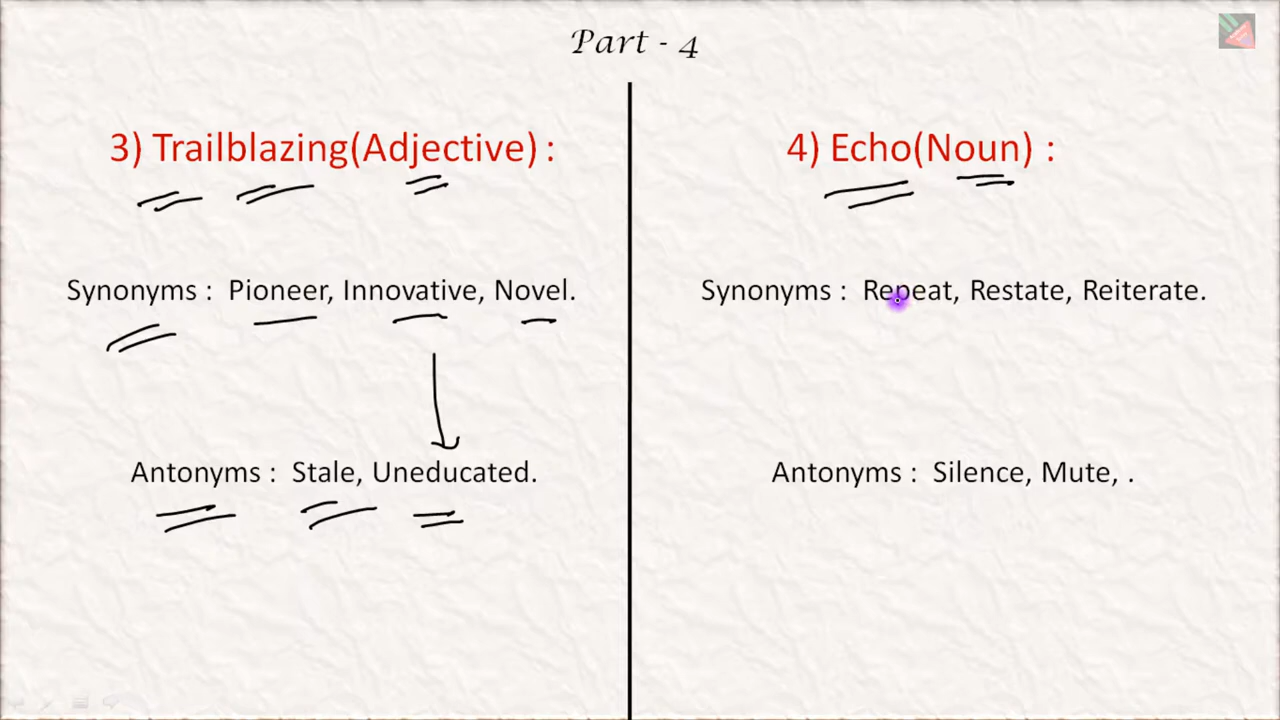 Part - 4
3) Trailblazing(Adjective) :
Synonyms : Pioneer, Innovative, Novel.
Antonyms : Stale, Uneducated.
4) Echo(Noun) :
Synonyms : Repeat, Restate, Reiterate.
Antonyms : Silence, Mute, .